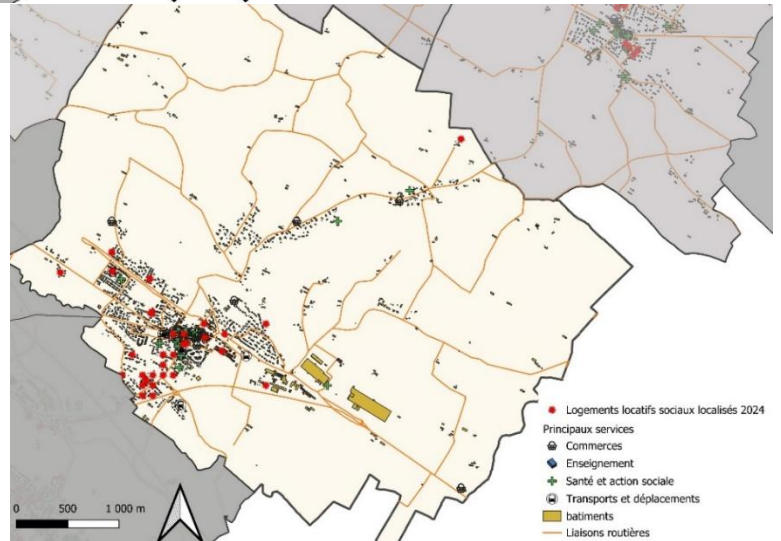 Logements locatifs sociaux localisés 2024
Principaux services
Commerces
Enseignement
Santé et action sociale
Transports et déplacements
batiments
Liaisons routières
0 500 1 000 m